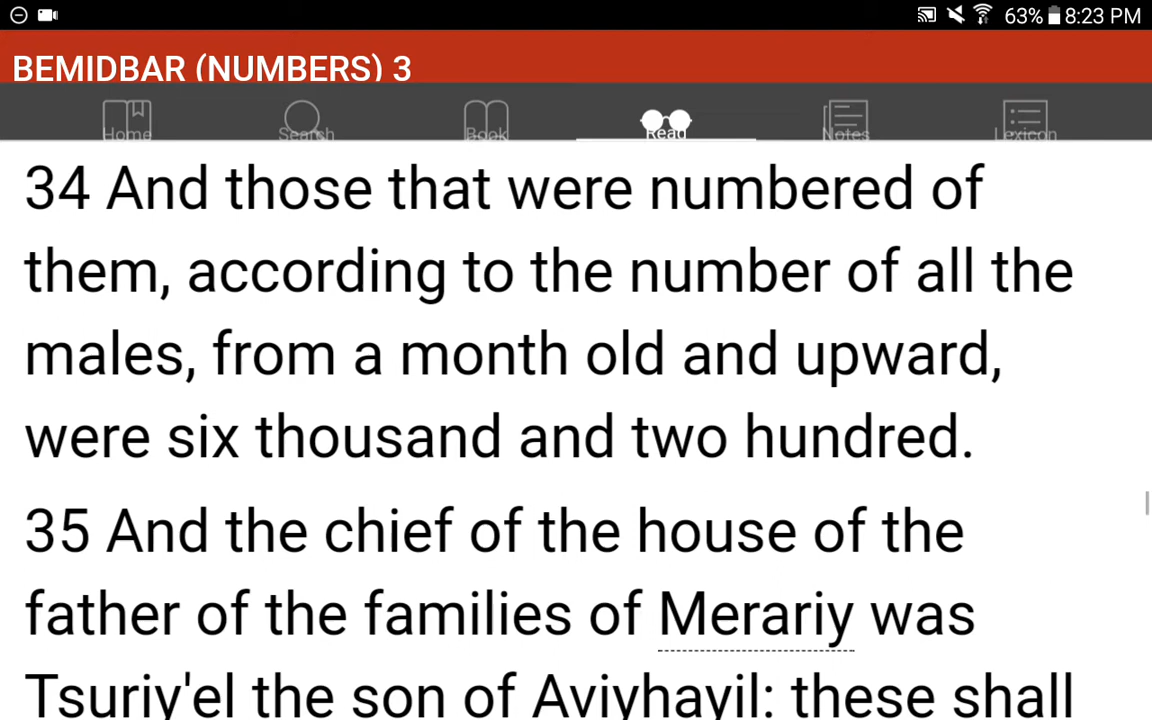 63% 8:23 PM
BEMIDBAR (NUMBERS) 3
Home Search Book Read Notes Lexicon
34 And those that were numbered of
them, according to the number of all the
males, from a month old and upward,
were six thousand and two hundred.
35 And the chief of the house of the
father of the families of Merariy was
Tsuriy'el the son of Aviyhayil: these shall